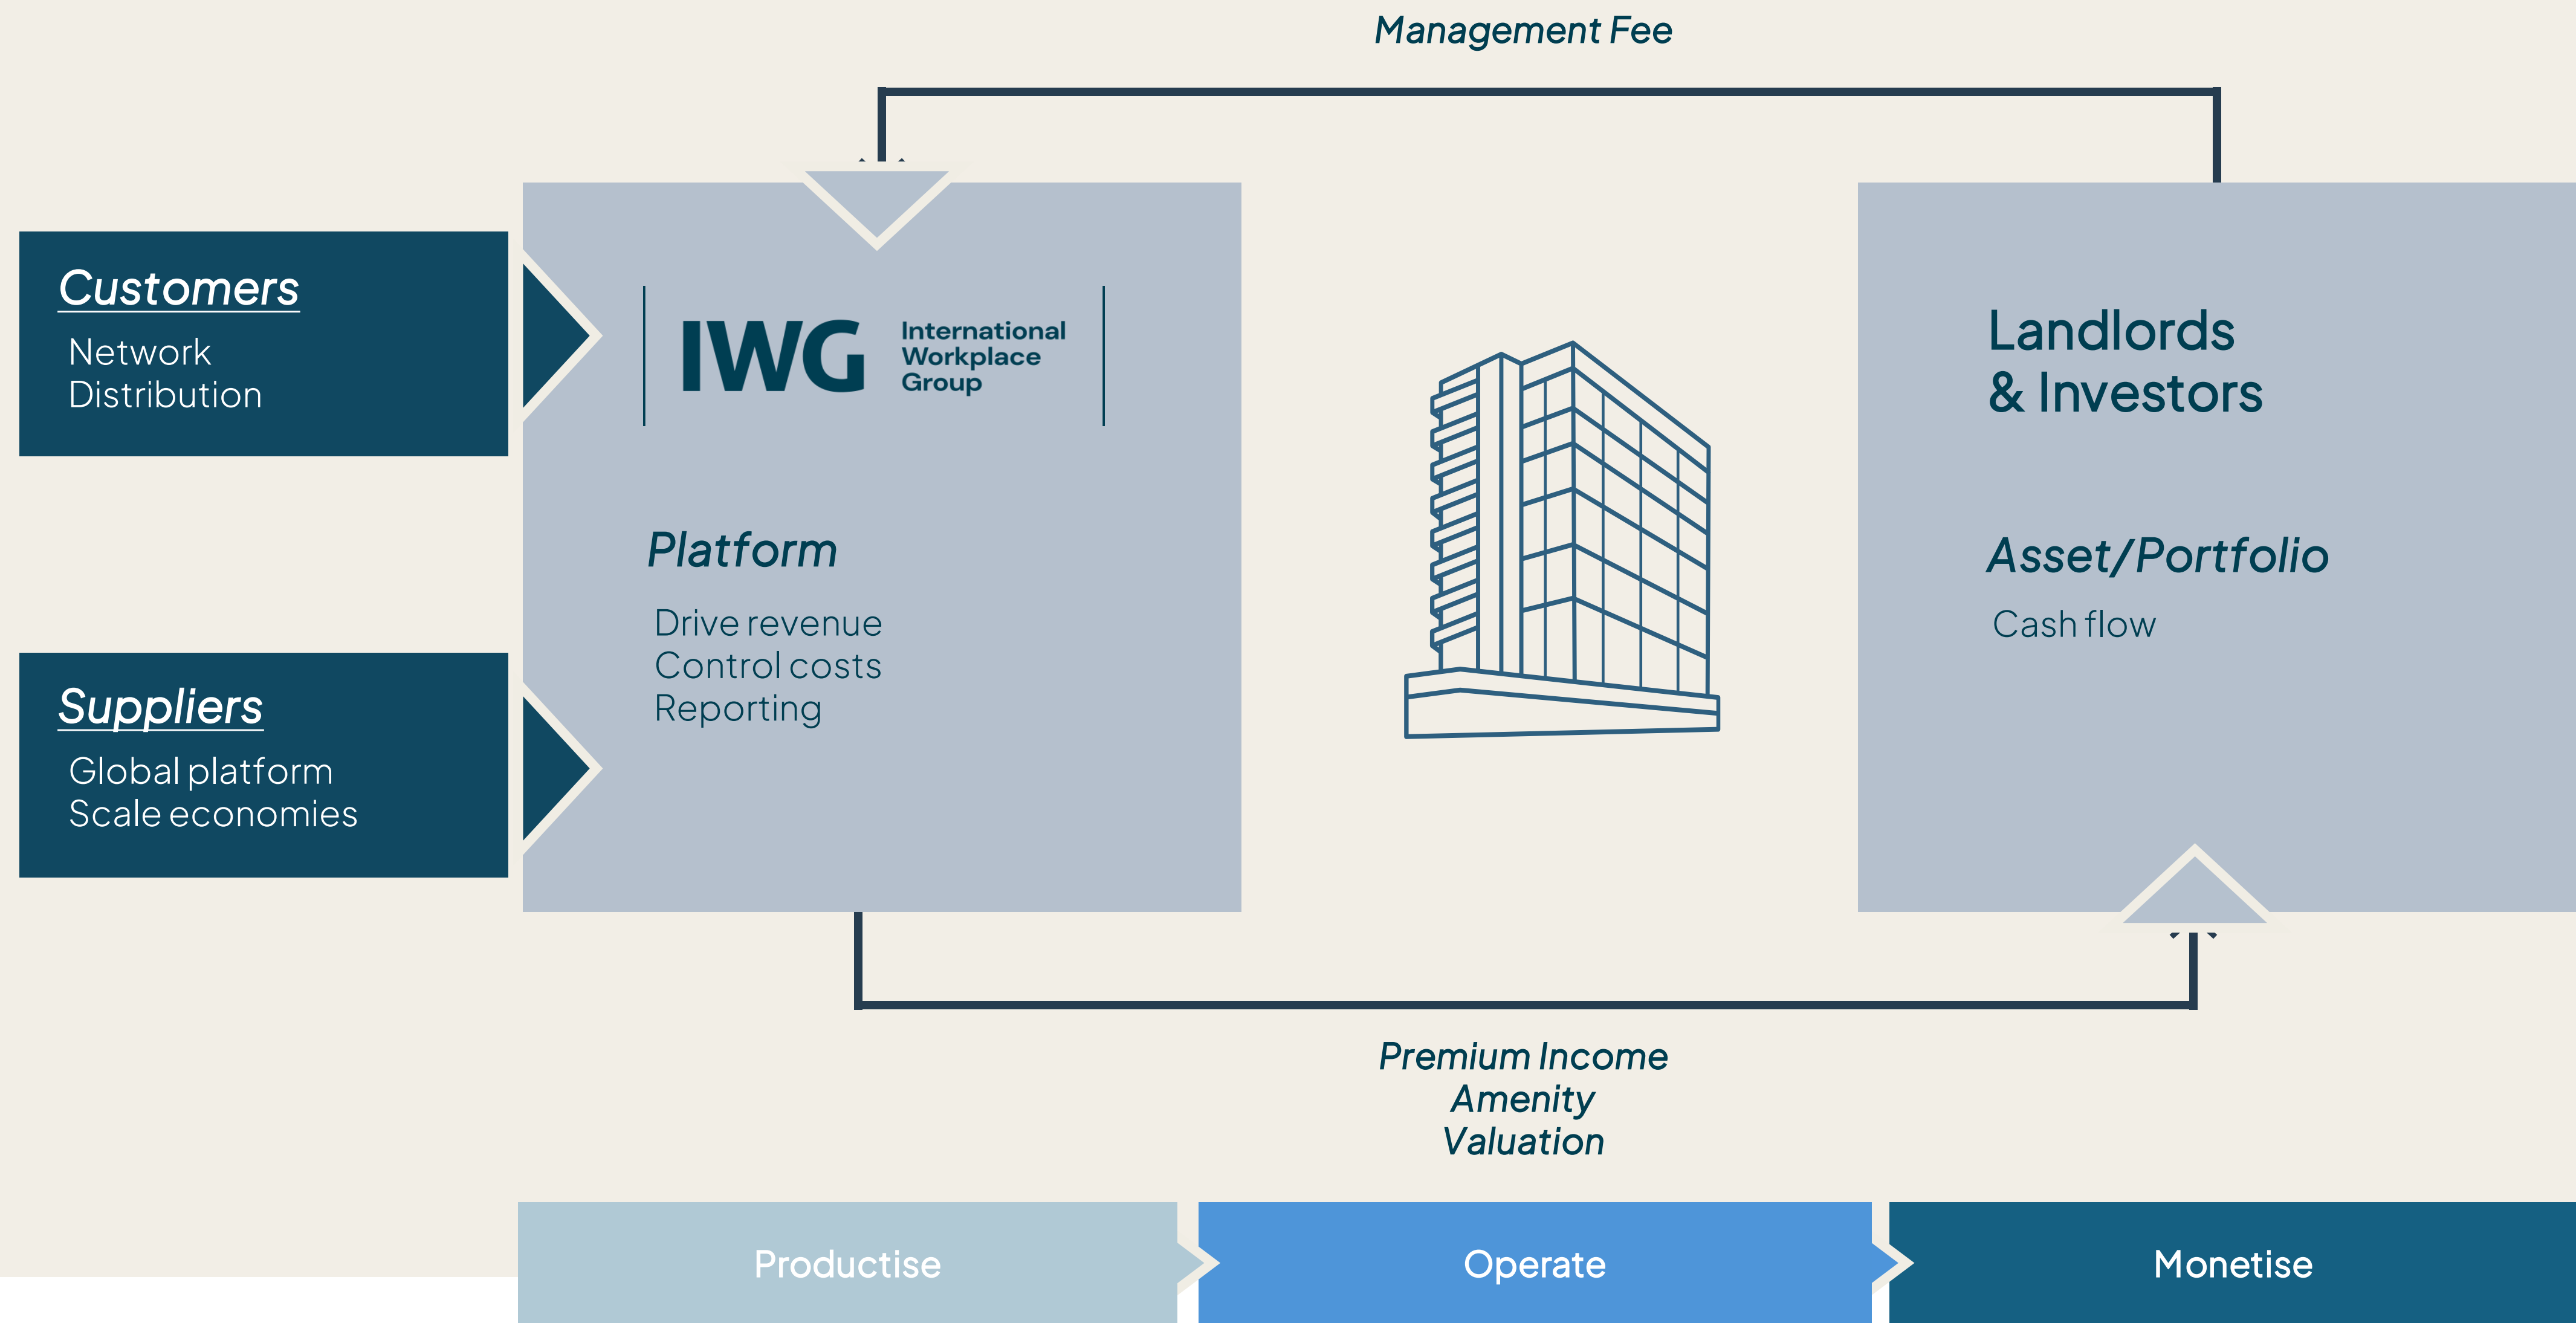 Management Fee
Customers
Network
Distribution
Suppliers
Global platform
Scale economies
IWG
International
Workplace
Group
Platform
Drive revenue
Control costs
Reporting
Landlords
& Investors
Asset/Portfolio
Cash flow
Premium Income
Amenity
Valuation
Productise
Operate
Monetise